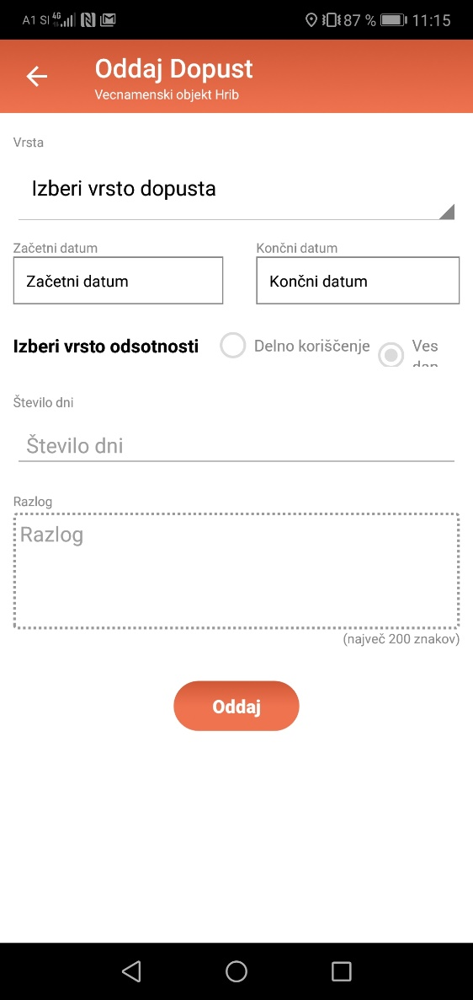 A1 SI 4G 87 % 11:15
Oddaj Dopust
Vecnamenski objekt Hrib
Vrsta
Izberi vrsto dopusta
Začetni datum Končni datum
Začetni datum Končni datum
Izberi vrsto odsotnosti Delno koriščenje Ves
dan
Število dni
Število dni
Razlog
Razlog
(največ 200 znakov)
Oddaj